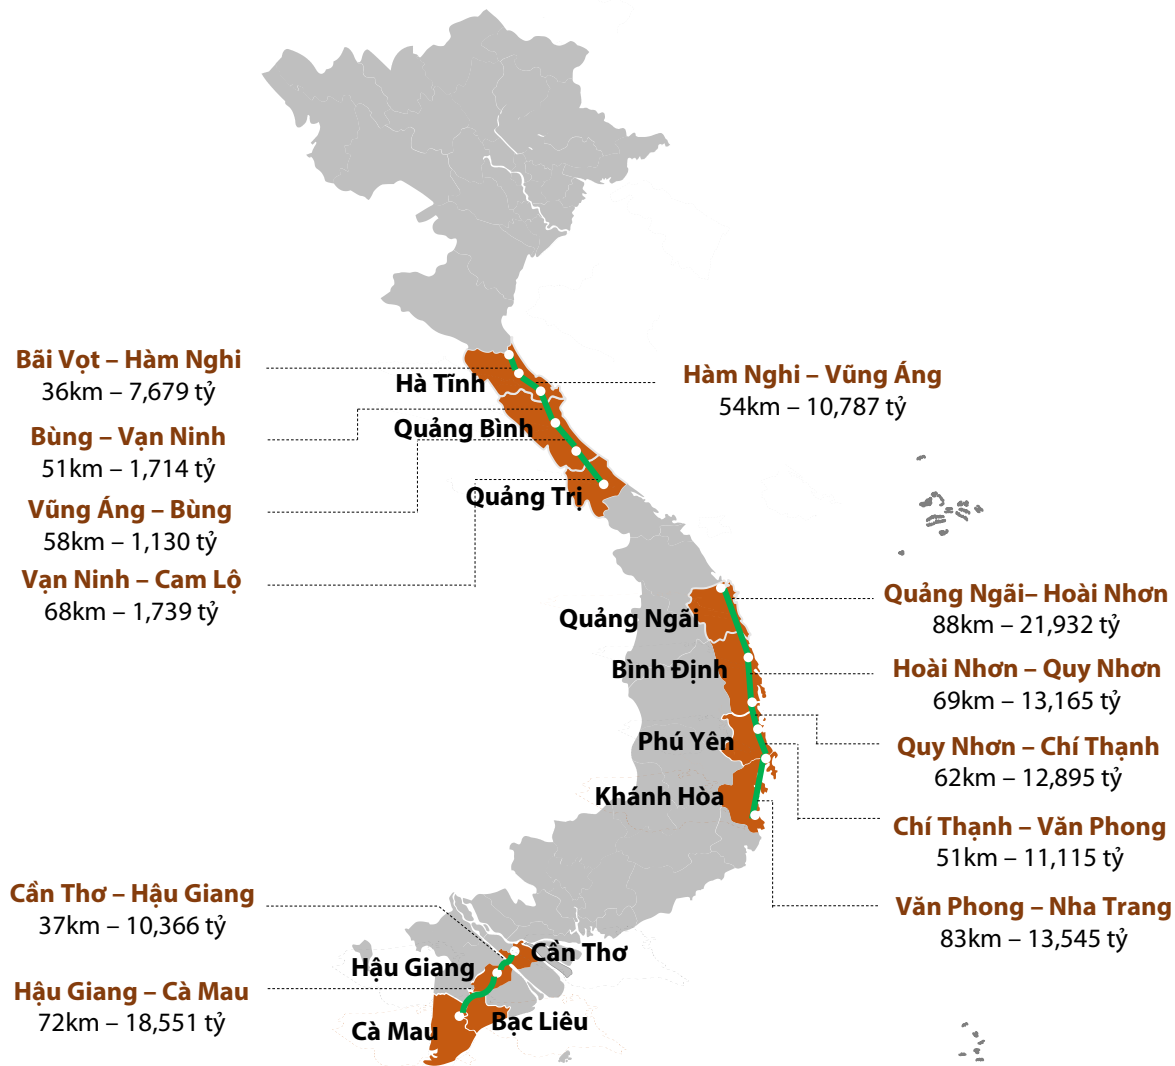 Bãi Vọt – Hàm Nghi
36km – 7,679 tỷ
Bùng – Vạn Ninh
51km – 1,714 tỷ
Vũng Áng – Bùng
58km – 1,130 tỷ
Vạn Ninh – Cam Lộ
68km – 1,739 tỷ
Hà Tĩnh
Quảng Bình
Quảng Trị
Hàm Nghi – Vũng Áng
54km – 10,787 tỷ
Quảng Ngãi
Bình Định
Phú Yên
Khánh Hòa
Quảng Ngãi– Hoài Nhơn
88km – 21,932 tỷ
Hoài Nhơn – Quy Nhơn
69km – 13,165 tỷ
Quy Nhơn – Chí Thạnh
62km – 12,895 tỷ
Chí Thạnh – Văn Phong
51km – 11,115 tỷ
Văn Phong – Nha Trang
83km – 13,545 tỷ
Cần Thơ – Hậu Giang
37km – 10,366 tỷ
Hậu Giang – Cà Mau
72km – 18,551 tỷ
Cần Thơ
Hậu Giang
Bạc Liêu
Cà Mau